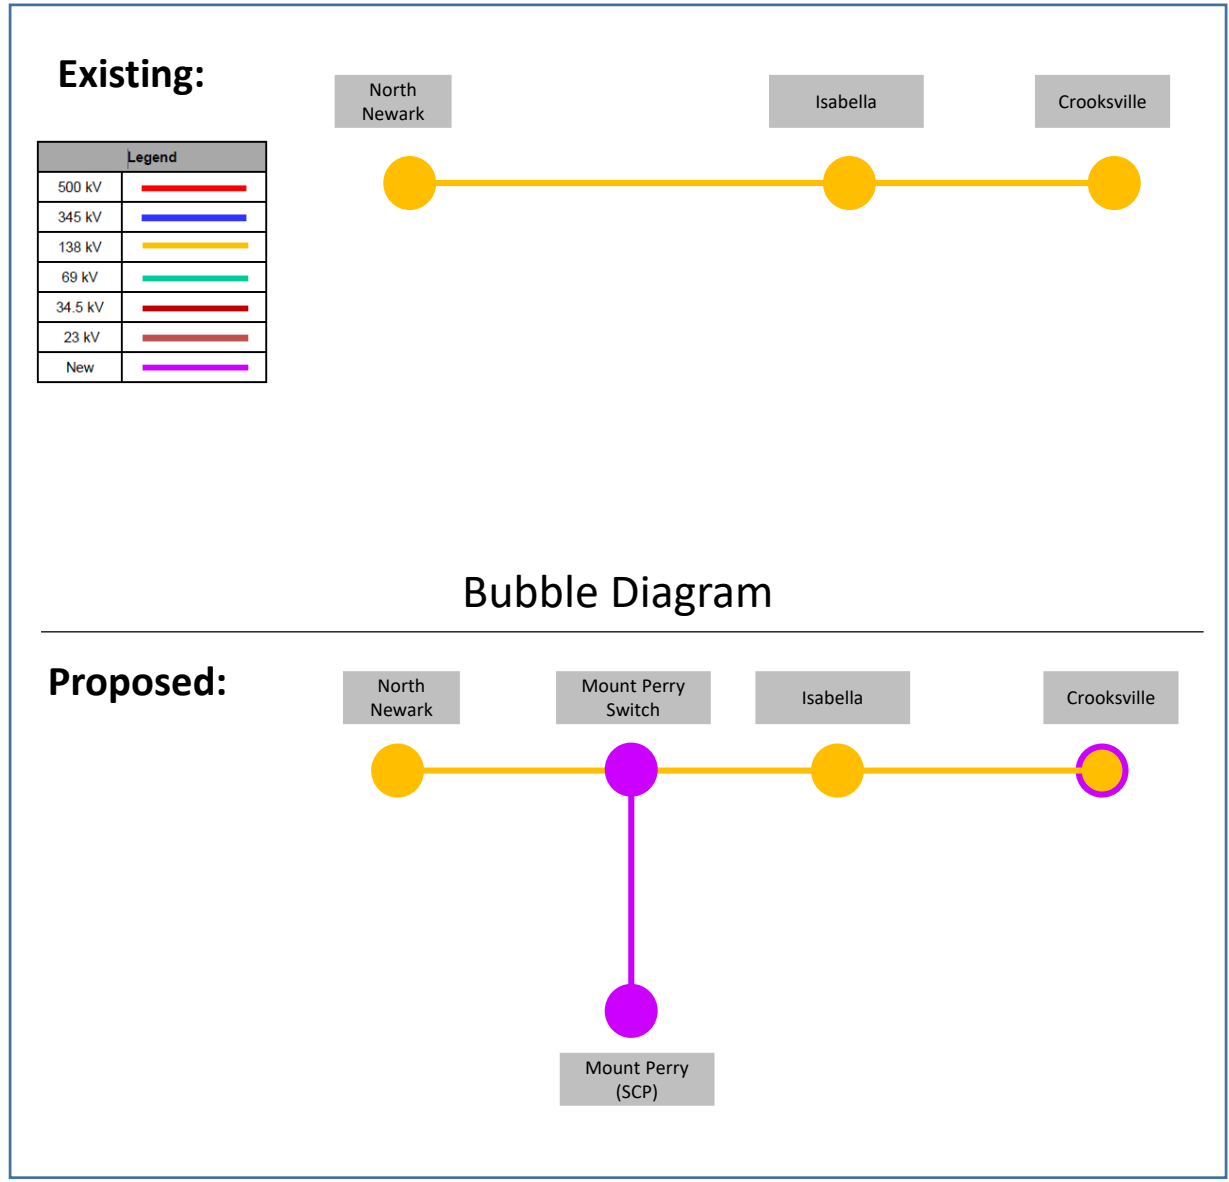 Existing:
North
Newark
Isabella
Crooksville
Legend
500 kV
345 kV
138 kV
69 kV
34.5 kV
23 kV
New
Bubble Diagram
Proposed:
North
Newark
Mount Perry
Switch
Isabella
Crooksville
Mount Perry
(SCP)